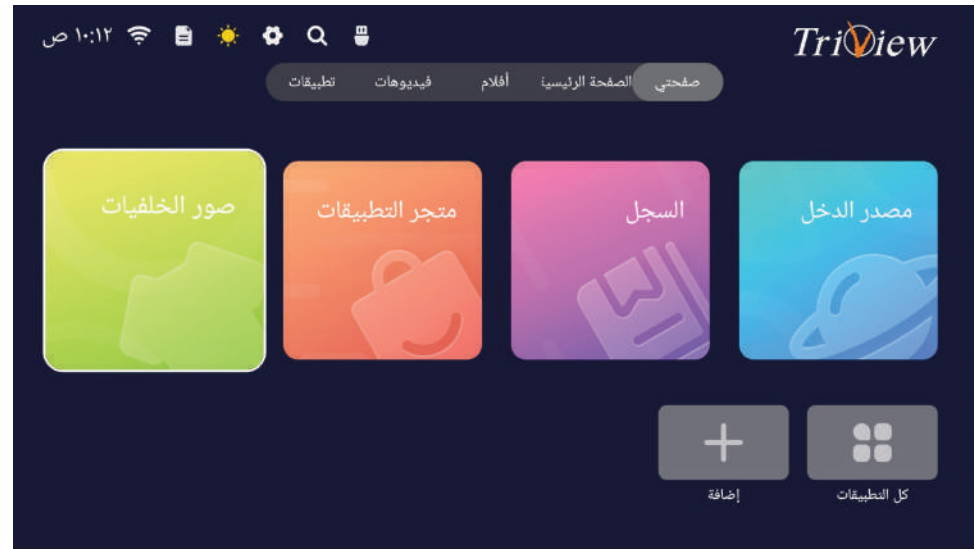 TriView
١٠:١٢ ص
صفحتي
الصفحة الرئيسية
أفلام
فيديوهات
تطبيقات
مصدر الدخل
السجل
متجر التطبيقات
صور الخلفيات
كل التطبيقات
إضافة